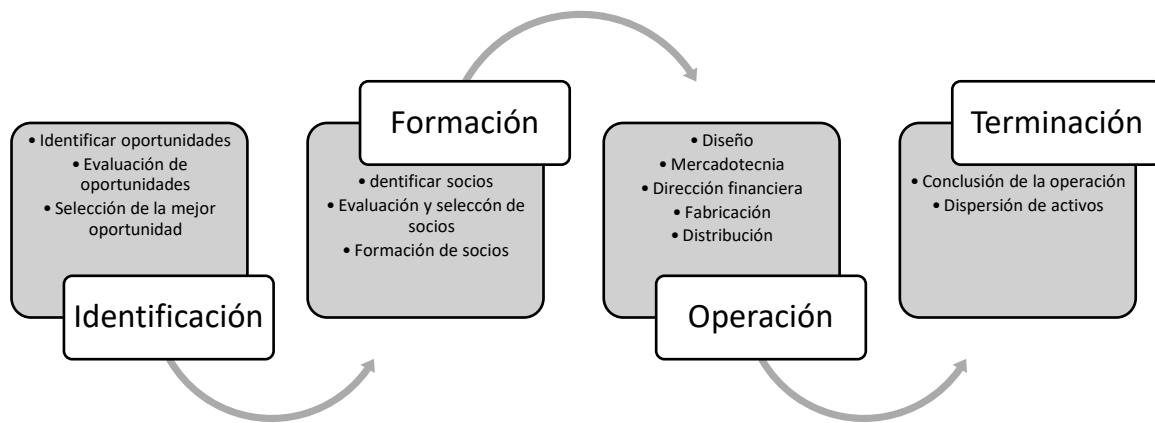 • Identificar oportunidades
• Evaluación de
oportunidades
• Selección de la mejor
oportunidad
Identificación
Formación
• dentificar socios
• Evaluación y seleccón de
socios
• Formación de socios
• Diseño
• Mercadotecnia
• Dirección financiera
• Fabricación
• Distribución
Operación
Terminación
• Conclusión de la operación
• Dispersión de activos